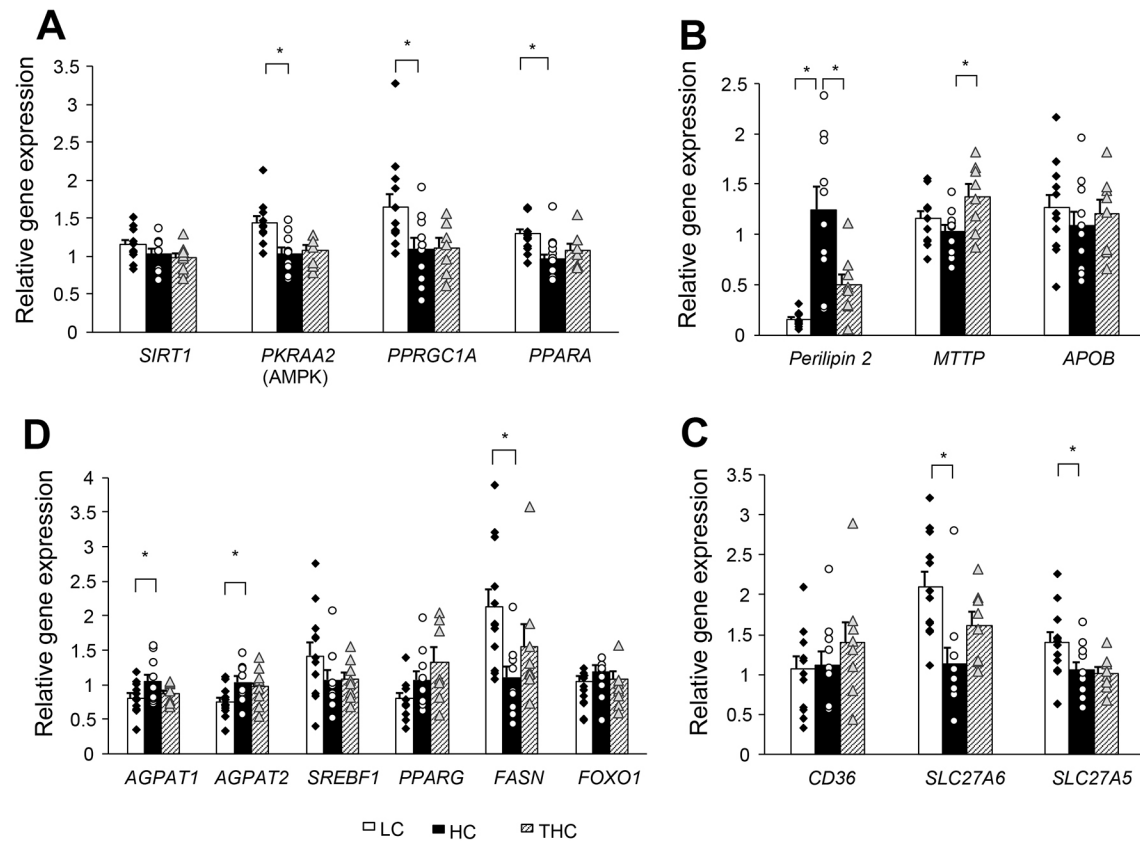 A
Relative gene expression
3.5
3
2.5
2
1.5
1
0.5
0
* * *
SIRT1 PKRAA2 PPRGC1A PPARA
(AMPK)
B
Relative gene expression
2.5
2
1.5
1
0.5
0
* * *
Perilipin 2 MTTP APOB
D
Relative gene expression
4
3.5
3
2.5
2
1.5
1
0.5
0
* * *
AGPAT1 AGPAT2 SREBF1 PPARG FASN FOXO1
C
Relative gene expression
3.5
3
2.5
2
1.5
1
0.5
0
* *
CD36 SLC27A6 SLC27A5
LC HC THC